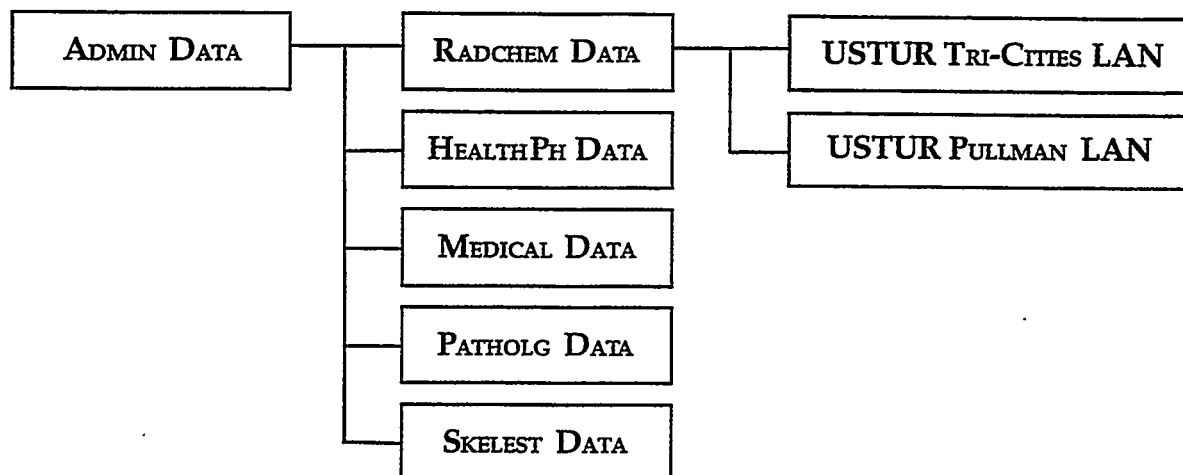 ADMIN DATA
RADCHEM DATA
USTUR TRI-CITIES LAN
HEALTHPH DATA
USTUR PULLMAN LAN
MEDICAL DATA
PATHOLG DATA
SKELEST DATA